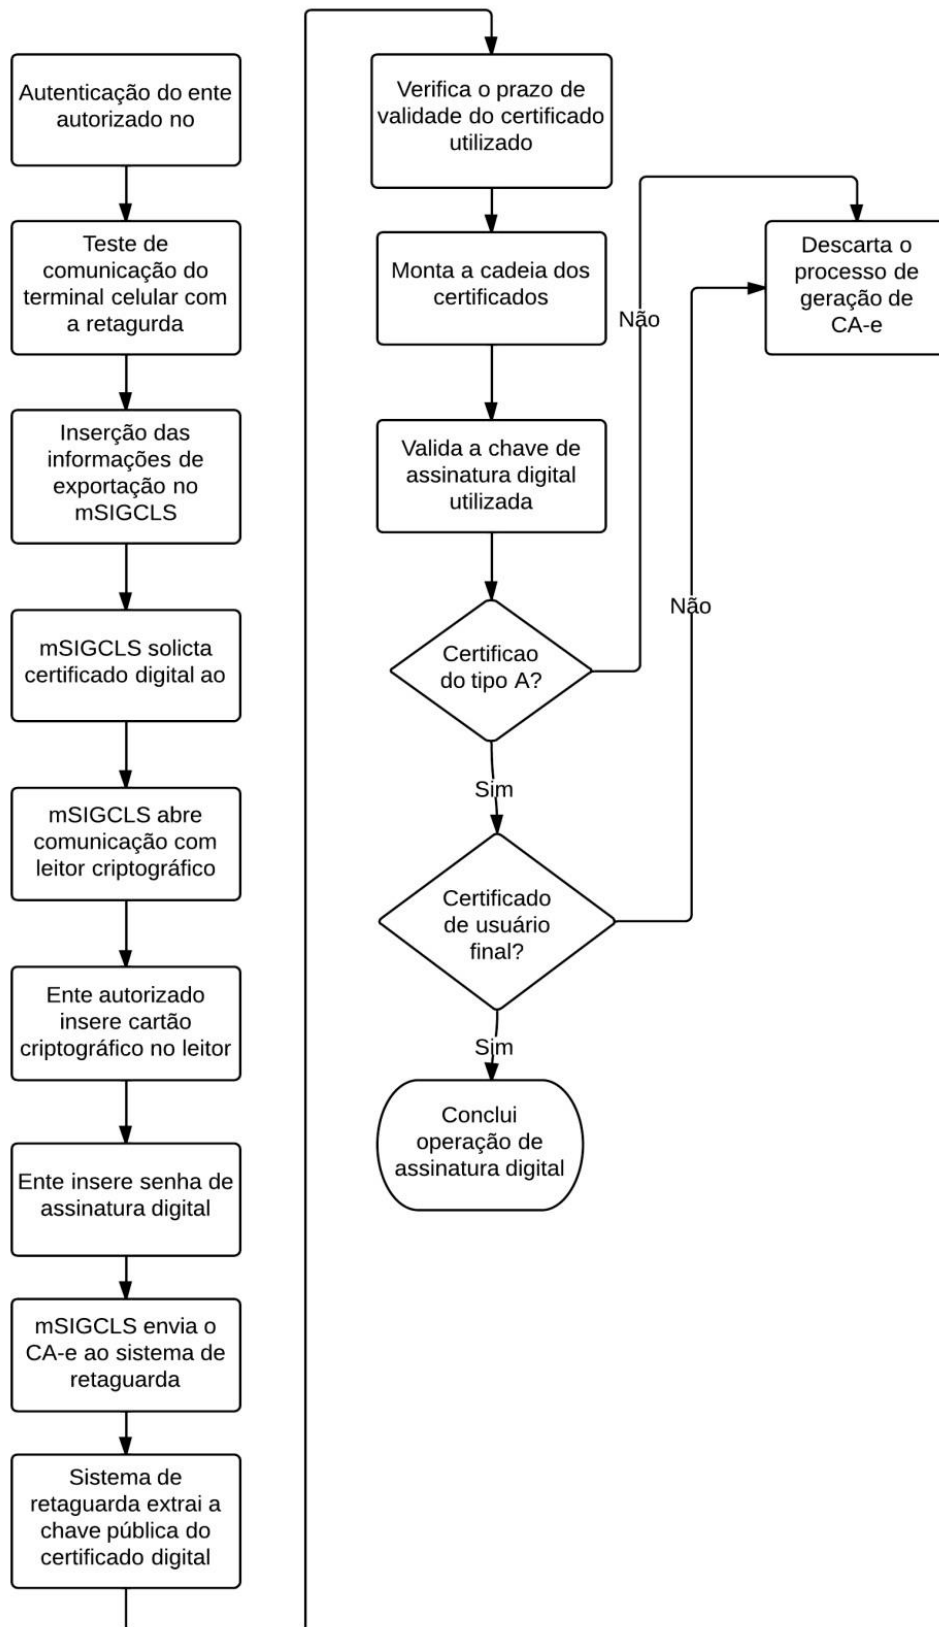 Autenticação do ente
autorizado no
Teste de
comunicação do
terminal celular com
a retagurda
Inserção das
informações de
exportação no
mSIGCLS
mSIGCLS solicta
certificado digital ao
mSIGCLS abre
comunicação com
leitor criptográfico
Ente autorizado
insere cartão
criptográfico no leitor
Ente insere senha de
assinatura digital
mSIGCLS envia o
CA-e ao sistema de
retaguarda
Sistema de
retaguarda extrai a
chave pública do
certificado digital
Verifica o prazo de
validade do certificado
utilizado
Monta a cadeia dos
certificados
Valida a chave de
assinatura digital
utilizada
Certificao
do tipo A?
Sim
Certificado
de usuário
final?
Sim
Conclui
operação de
assinatura digital
Não
Não
Descarta o
processo de
geração de
CA-e